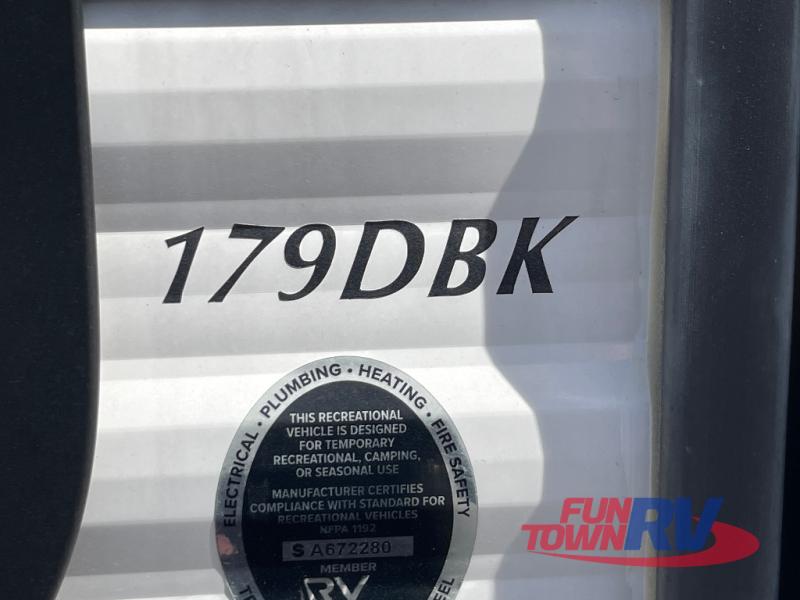 179DBK
ELECTRICAL • PLUMBING • HEATING • FIRE SAFETY
THIS RECREATIONAL
VEHICLE IS DESIGNED
FOR TEMPORARY
RECREATIONAL, CAMPING,
OR SEASONAL USE
MANUFACTURER CERTIFIES
COMPLIANCE WITH STANDARD FOR
RECREATIONAL VEHICLES
NFPA 1192
S A672280
MEMBER
RV
FUN
TOWN RV